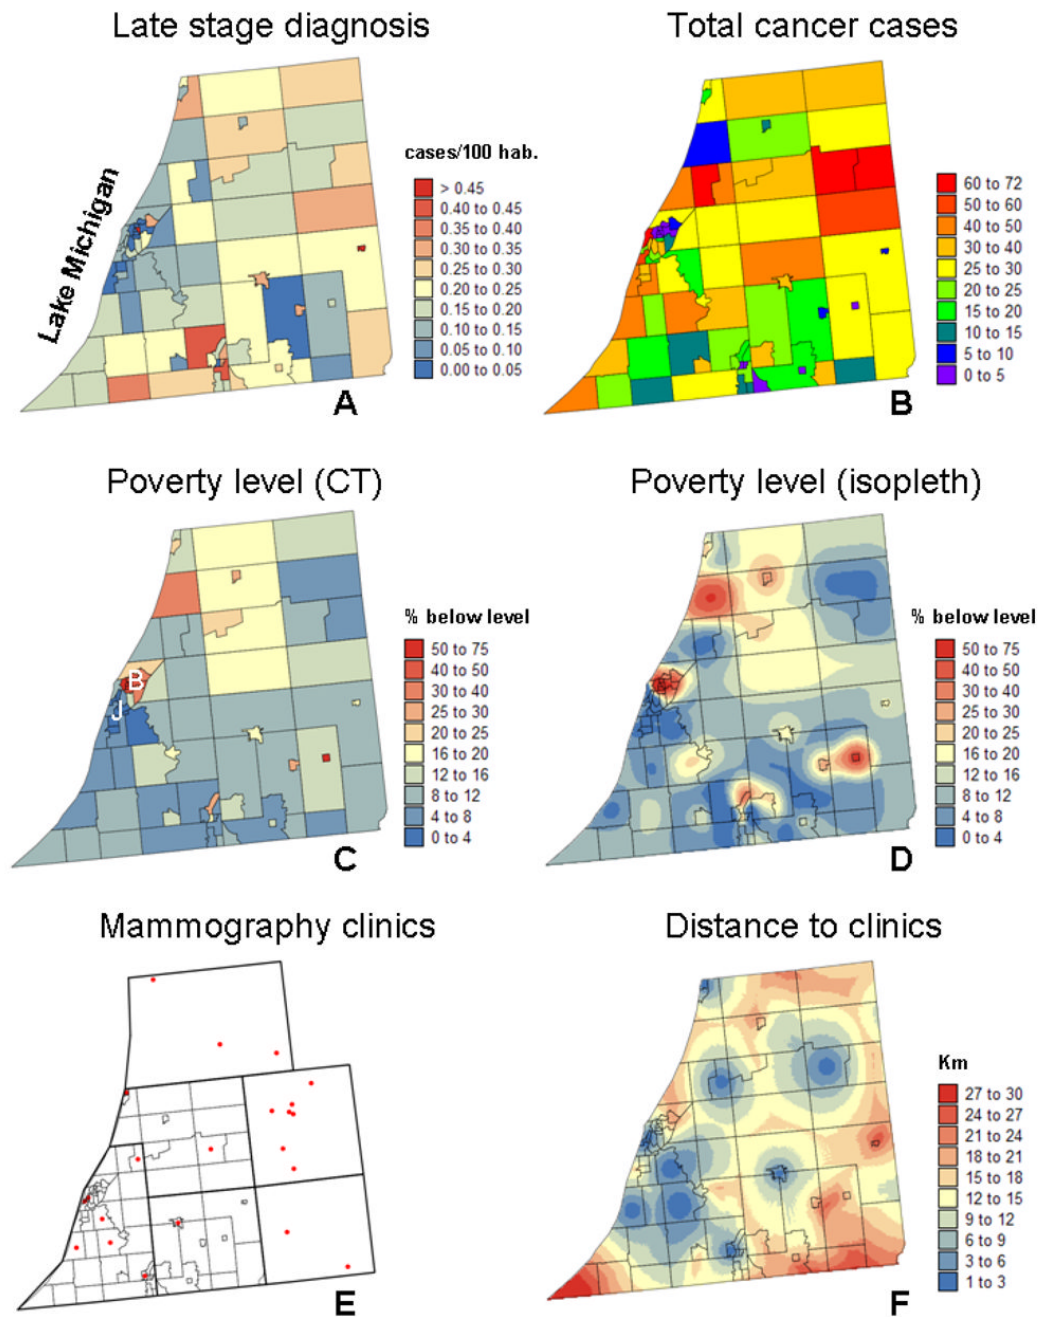 Late stage diagnosis
Total cancer cases
Lake Michigan
cases/100 hab.
> 0.45
0.40 to 0.45
0.35 to 0.40
0.30 to 0.35
0.25 to 0.30
0.20 to 0.25
0.15 to 0.20
0.10 to 0.15
0.05 to 0.10
0.00 to 0.05
A
60 to 72
50 to 60
40 to 50
30 to 40
25 to 30
20 to 25
15 to 20
10 to 15
5 to 10
0 to 5
B
Poverty level (CT)
Poverty level (isopleth)
B
J
% below level
50 to 75
40 to 50
30 to 40
25 to 30
20 to 25
16 to 20
12 to 16
8 to 12
4 to 8
0 to 4
C
% below level
50 to 75
40 to 50
30 to 40
25 to 30
20 to 25
16 to 20
12 to 16
8 to 12
4 to 8
0 to 4
D
Mammography clinics
Distance to clinics
E
Km
27 to 30
24 to 27
21 to 24
18 to 21
15 to 18
12 to 15
9 to 12
6 to 9
3 to 6
1 to 3
F